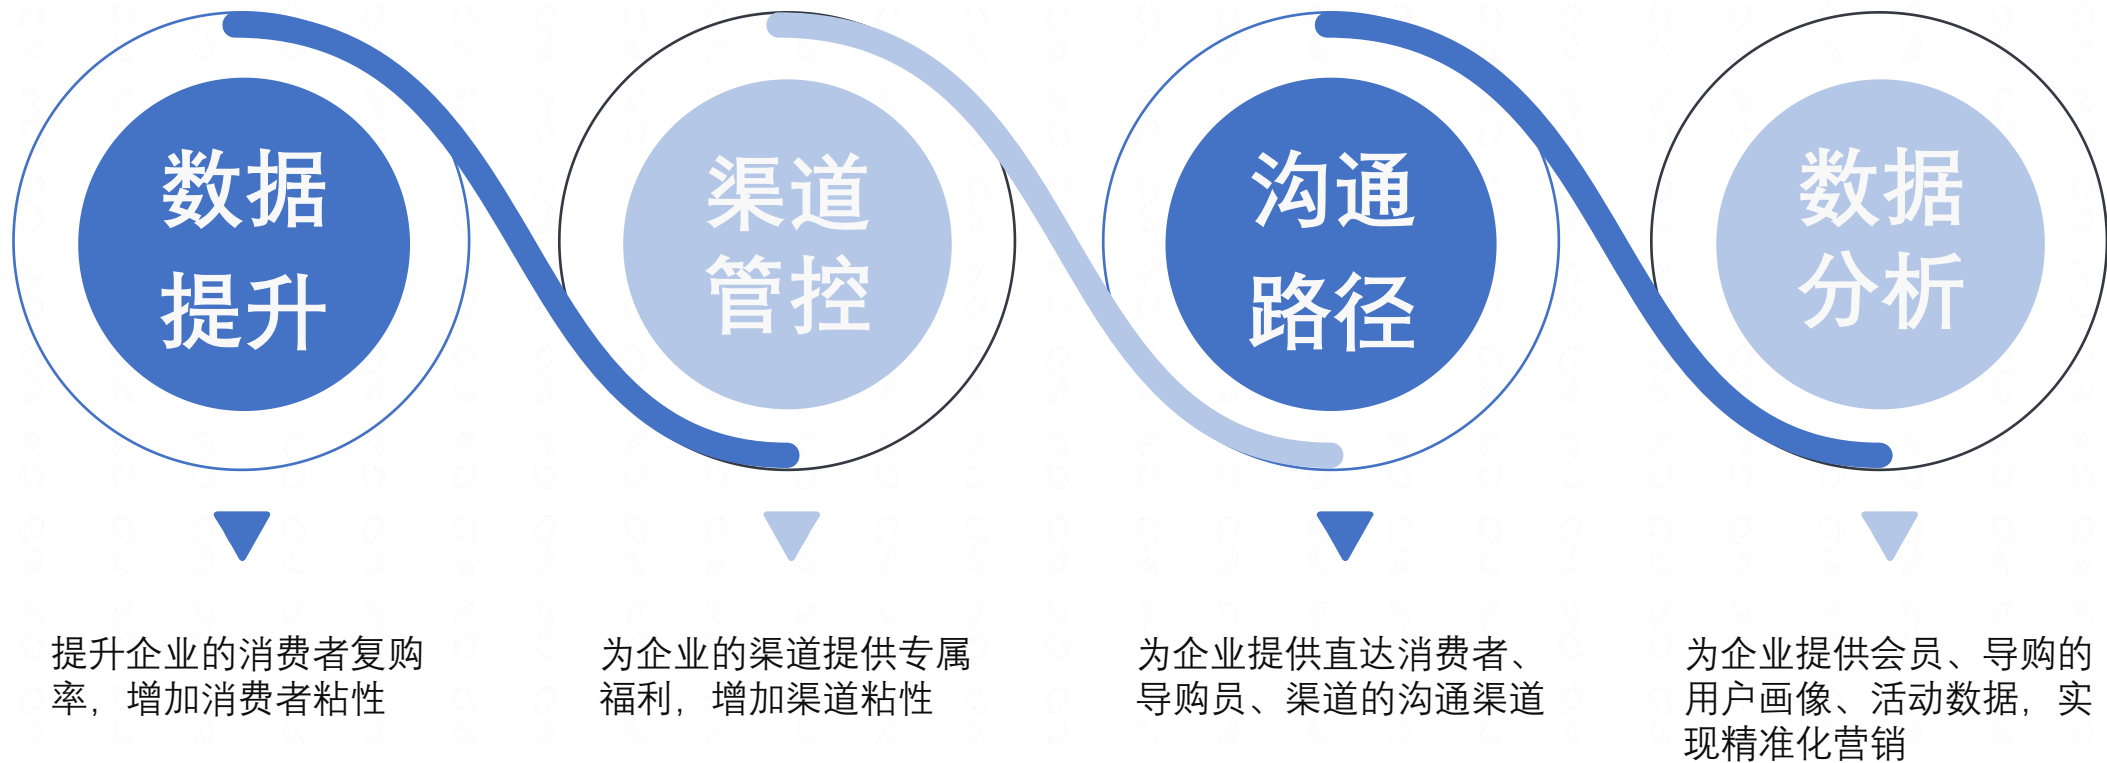 数据
提升
渠道
管控
沟通
路径
数据
分析
提升企业的消费者复购
率，增加消费者粘性
为企业的渠道提供专属
福利，增加渠道粘性
为企业提供直达消费者、
导购员、渠道的沟通渠道
为企业提供会员、导购的
用户画像、活动数据，实
现精准化营销